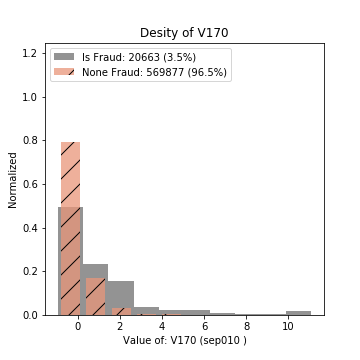 Desity of V170
Is Fraud: 20663 (3.5%)
None Fraud: 569877 (96.5%)
Normalized
1.2
1.0
0.8
0.6
0.4
0.2
0.0
0 2 4 6 8 10
Value of: V170 (sep010 )